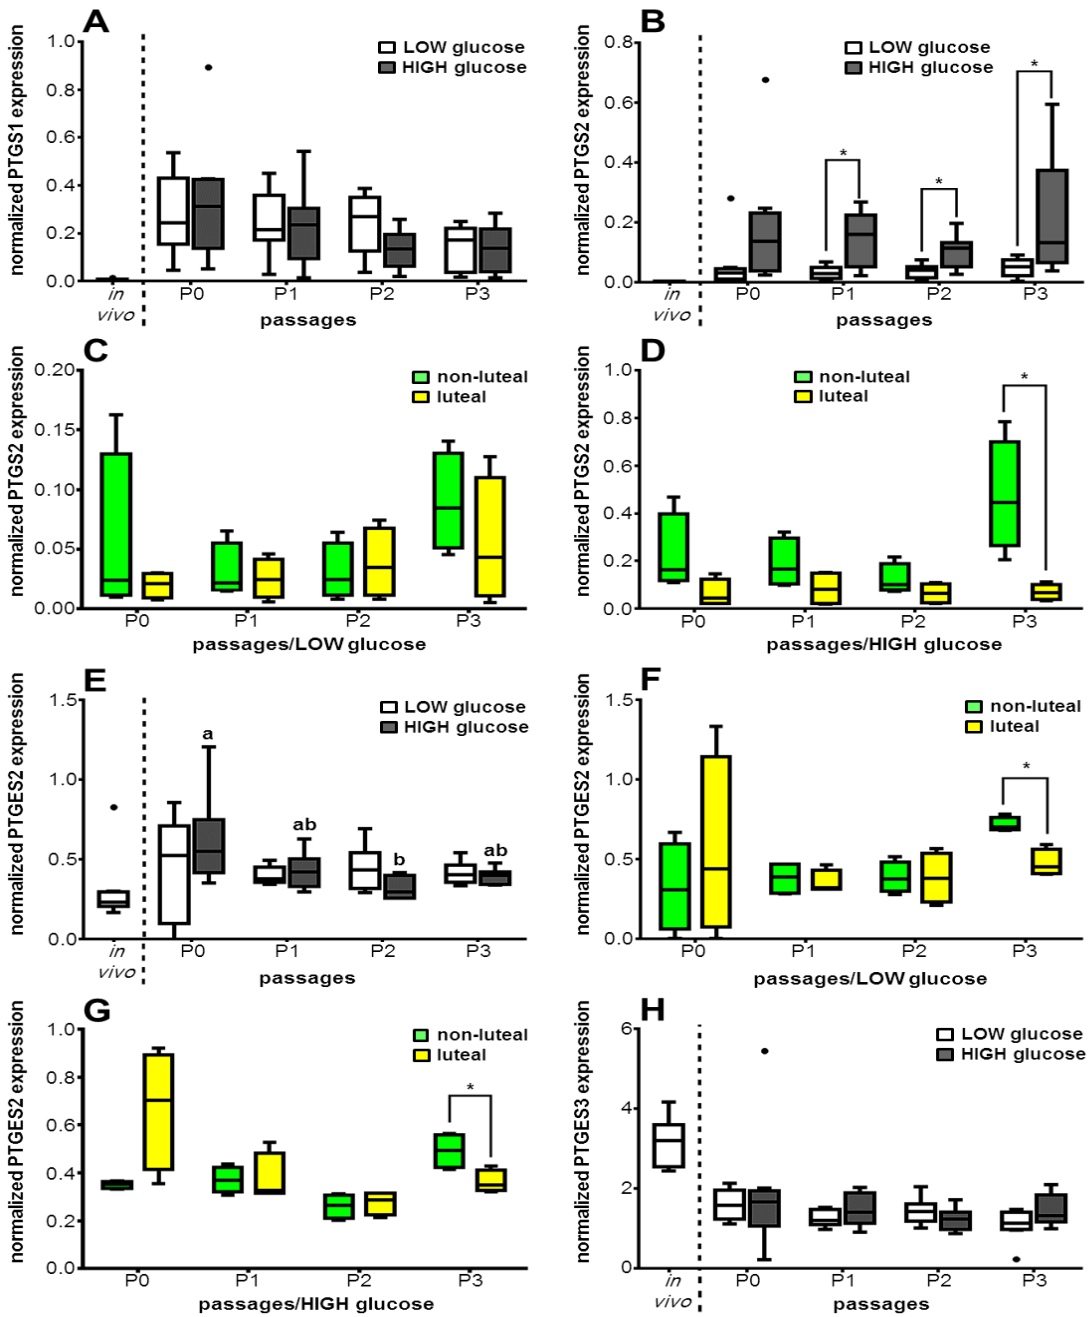 A
normalized PTGS1 expression
1.0
0.8
0.6
0.4
0.2
0.0
LOW glucose
HIGH glucose
in
vivo
P0
P1
P2
P3
passages
B
normalized PTGS2 expression
0.8
0.6
0.4
0.2
0.0
LOW glucose
HIGH glucose
*
*
*
in
vivo
P0
P1
P2
P3
passages
C
normalized PTGS2 expression
0.20
0.15
0.10
0.05
0.00
non-luteal
luteal
P0
P1
P2
P3
passages/LOW glucose
D
normalized PTGS2 expression
1.0
0.8
0.6
0.4
0.2
0.0
non-luteal
luteal
*
P0
P1
P2
P3
passages/HIGH glucose
E
normalized PTGES2 expression
1.5
1.0
0.5
0.0
LOW glucose
HIGH glucose
a
ab
b
ab
in
vivo
P0
P1
P2
P3
passages
F
normalized PTGES2 expression
1.5
1.0
0.5
0.0
non-luteal
luteal
*
P0
P1
P2
P3
passages/LOW glucose
G
normalized PTGES2 expression
1.0
0.8
0.6
0.4
0.2
0.0
non-luteal
luteal
*
P0
P1
P2
P3
passages/HIGH glucose
H
normalized PTGES3 expression
6
4
2
0
LOW glucose
HIGH glucose
in
vivo
P0
P1
P2
P3
passages